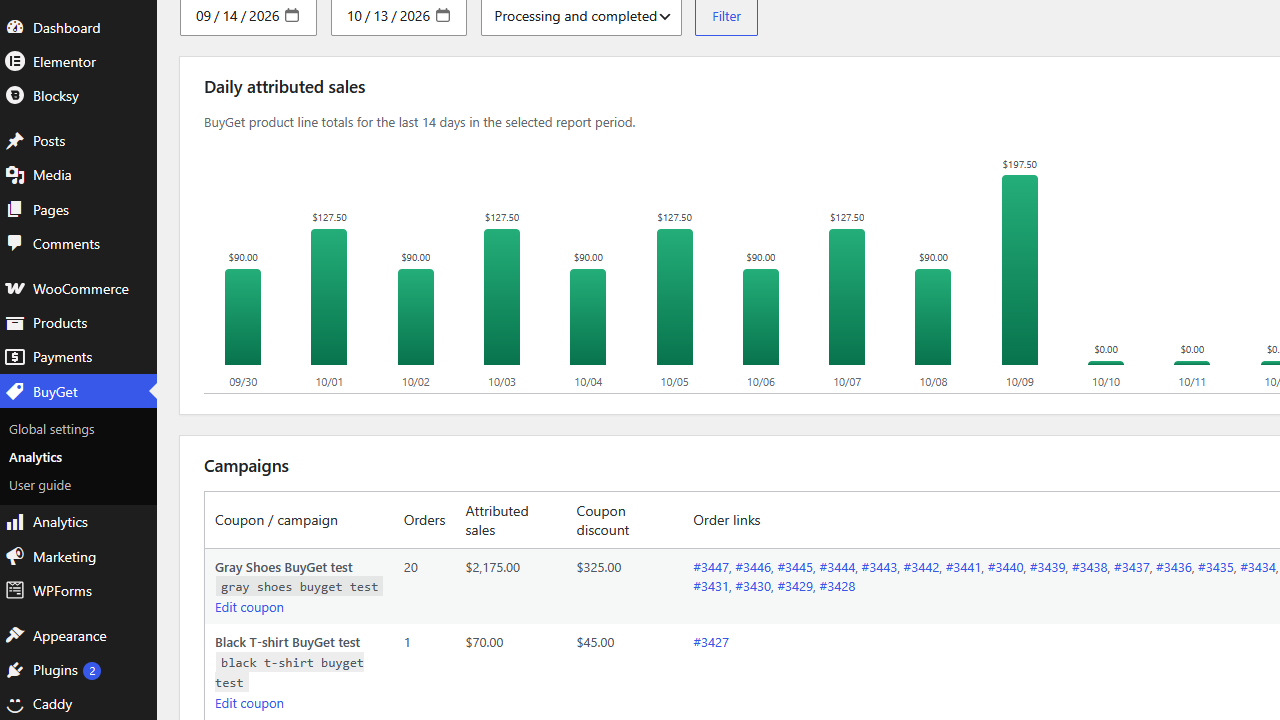 Dashboard
Elementor
Blocksy
Posts
Media
Pages
Comments
WooCommerce
Products
Payments
BuyGet
Global settings
Analytics
User guide
Analytics
Marketing
WPForms
Appearance
Plugins 2
Caddy
09 / 14 / 2026
10 / 13 / 2026
Processing and completed
Filter
Daily attributed sales
BuyGet product line totals for the last 14 days in the selected report period.
$90.00 $127.50 $90.00 $127.50 $90.00 $127.50 $90.00 $127.50 $90.00 $197.50 $0.00 $0.00
09/30 10/01 10/02 10/03 10/04 10/05 10/06 10/07 10/08 10/09 10/10 10/11
Campaigns
Coupon / campaign Orders Attributed sales Coupon discount Order links
Gray Shoes BuyGet test 20 $2,175.00 $325.00 #3447, #3446, #3445, #3444, #3443, #3442, #3441, #3440, #3439, #3438, #3437, #3436, #3435, #3434,
gray shoes buyget test #3431, #3430, #3429, #3428
Edit coupon
Black T-shirt BuyGet test 1 $70.00 $45.00 #3427
black t-shirt buyget
test
Edit coupon